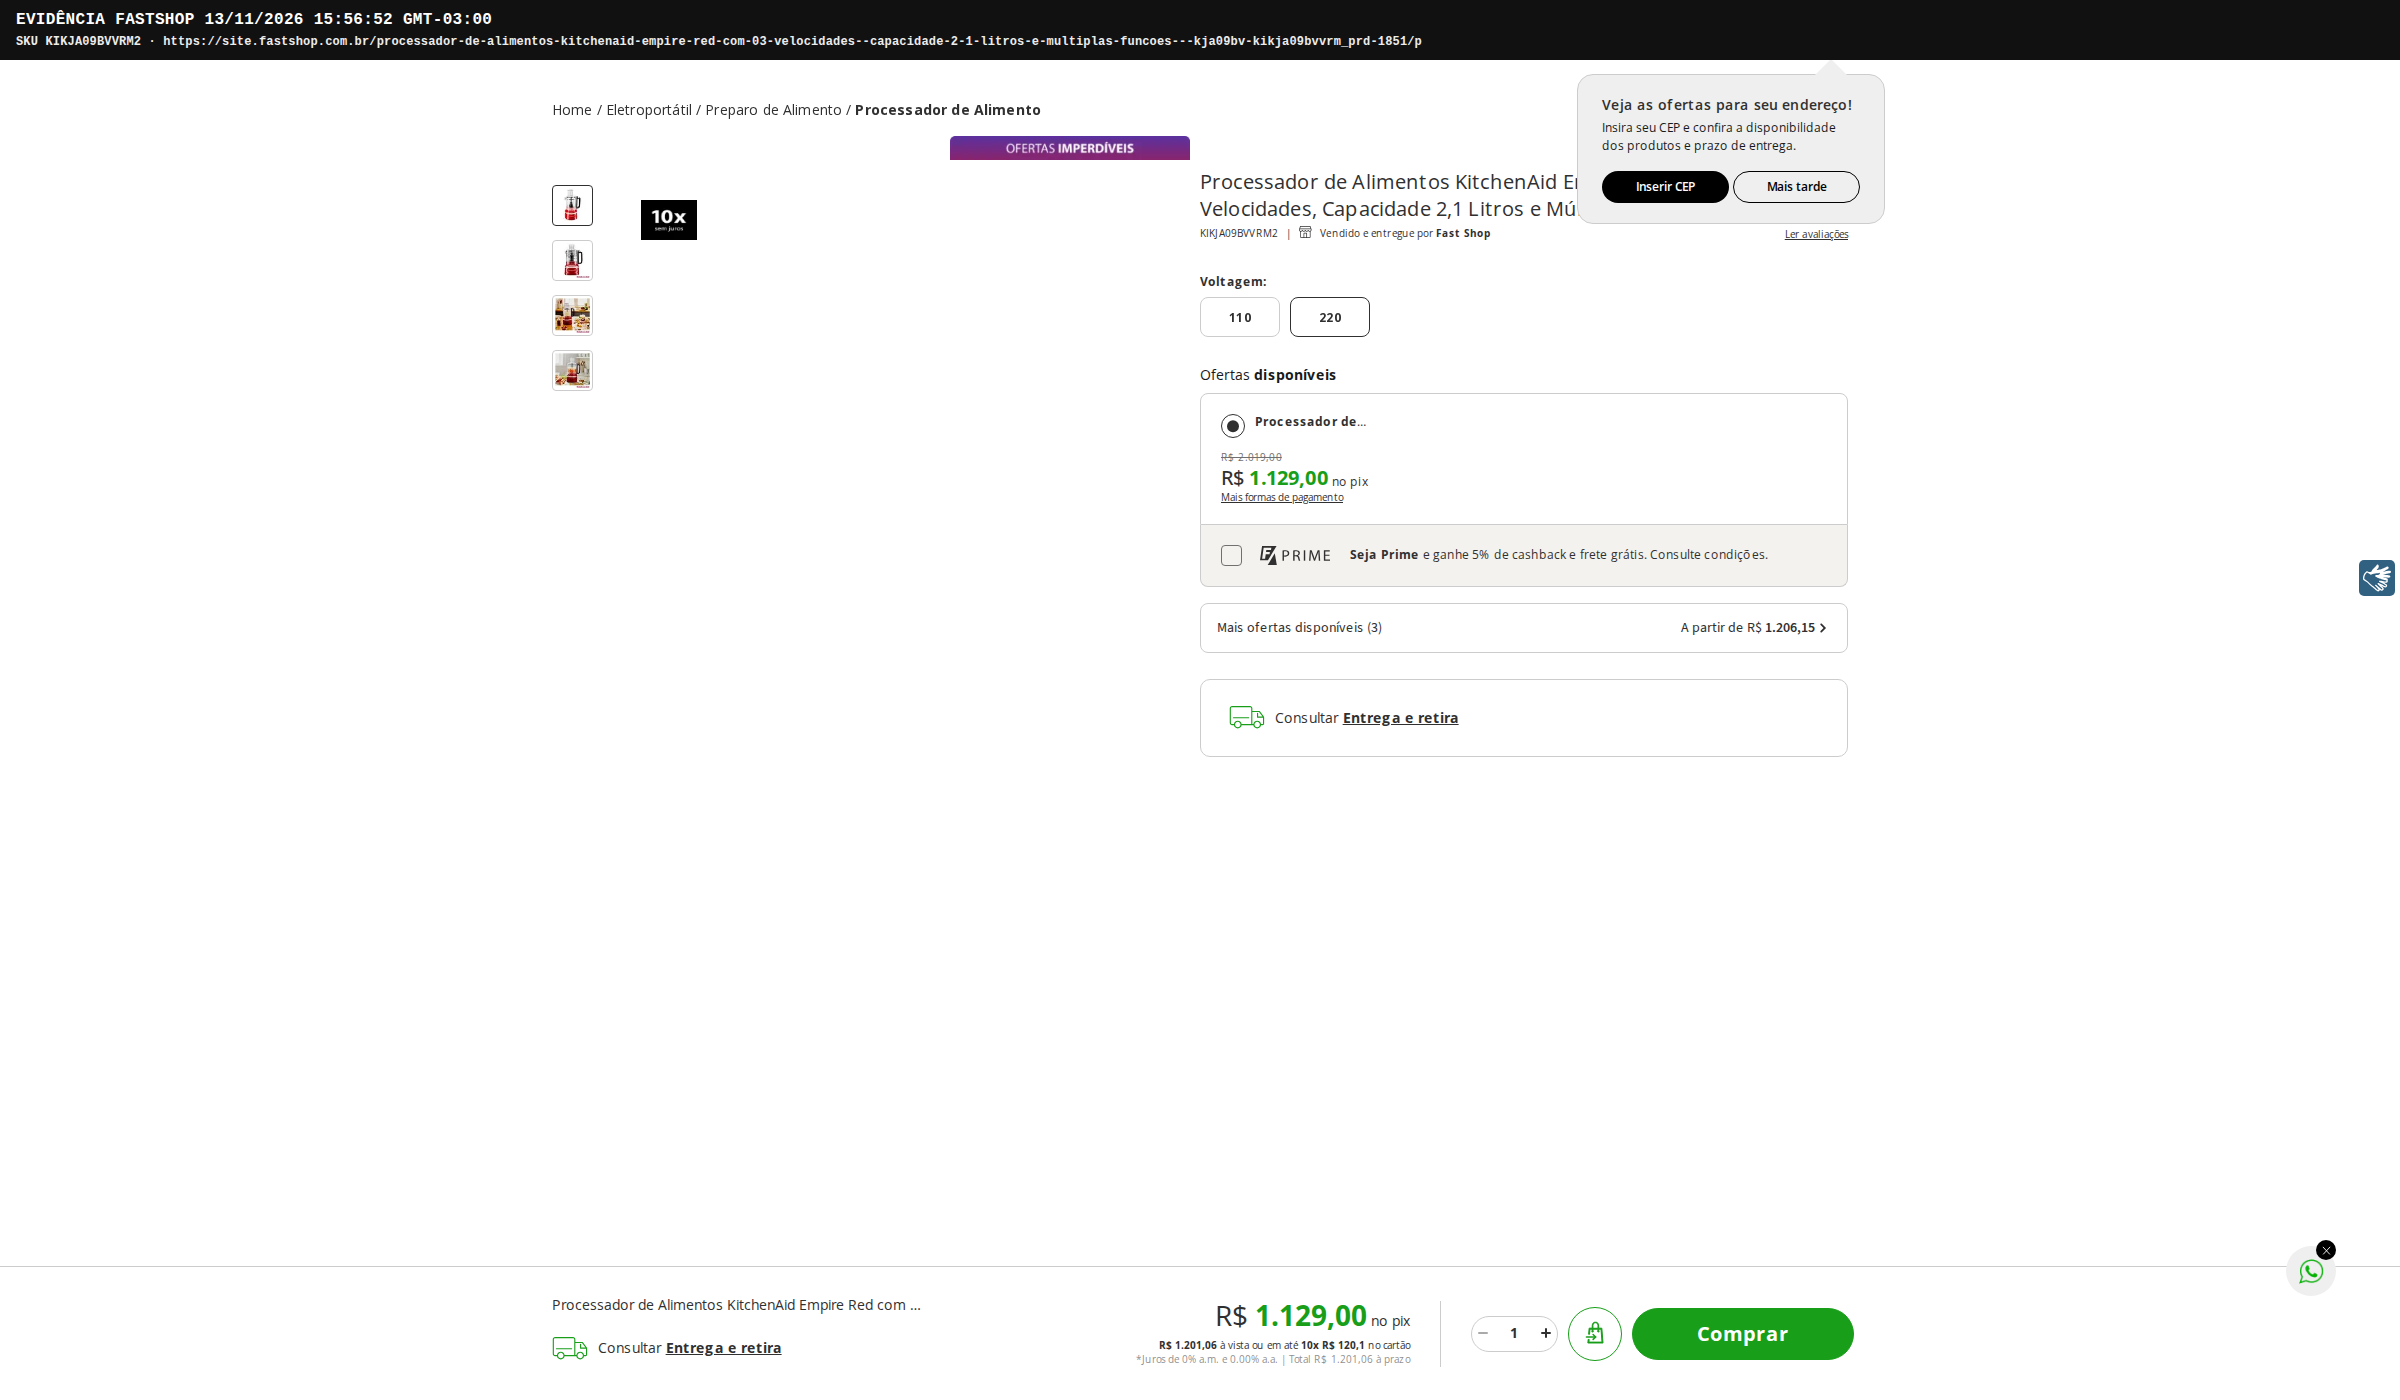 EVIDÊNCIA FASTSHOP 13/11/2026 15:56:52 GMT-03:00
SKU KIKJA09BVVRM2 · https://site.fastshop.com.br/processador-de-alimentos-kitchenaid-empire-red-com-03-velocidades--capacidade-2-1-litros-e-multiplas-funcoes---kja09bv-kikja09bvvrm_prd-1851/p
Home / Eletroportátil / Preparo de Alimento / Processador de Alimento
Veja as ofertas para seu endereço!
Insira seu CEP e confira a disponibilidade
dos produtos e prazo de entrega.
Inserir CEP
Mais tarde
OFERTAS IMPERDÍVEIS
10x
sem juros
Processador de Alimentos KitchenAid
Velocidades, Capacidade 2,1 Litros e
KIKJA09BVVRM2 | Vendido e entregue por Fast Shop
Ler avaliações
Voltagem:
110
220
Ofertas disponíveis
Processador de...
R$ 2.019,00
R$ 1.129,00 no pix
Mais formas de pagamento
PRIME
Seja Prime e ganhe 5% de cashback e frete grátis. Consulte condições.
Mais ofertas disponíveis (3)
A partir de R$ 1.206,15
Consultar Entrega e retira
Processador de Alimentos KitchenAid Empire Red com ...
Consultar Entrega e retira
R$ 1.129,00 no pix
R$ 1.201,06 à vista ou em até 10x R$ 120,1 no cartão
*Juros de 0% a.m. e 0.00% a.a. | Total R$ 1.201,06 à prazo
1
Comprar